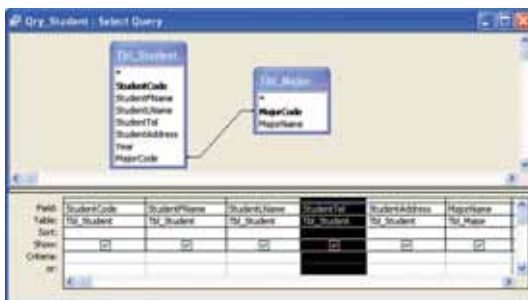 Qry_Student : Select Query
Tbl_Student
*
StudentCode
StudentFName
StudentLName
StudentTel
StudentAddress
Year
MajorCode
Tbl_Major
*
MajorCode
MajorName
Field: StudentCode StudentFName StudentLName StudentTel StudentAddress MajorName
Table: Tbl_Student Tbl_Student Tbl_Student Tbl_Student Tbl_Student Tbl_Major
Sort:
Show:
Criteria:
or: